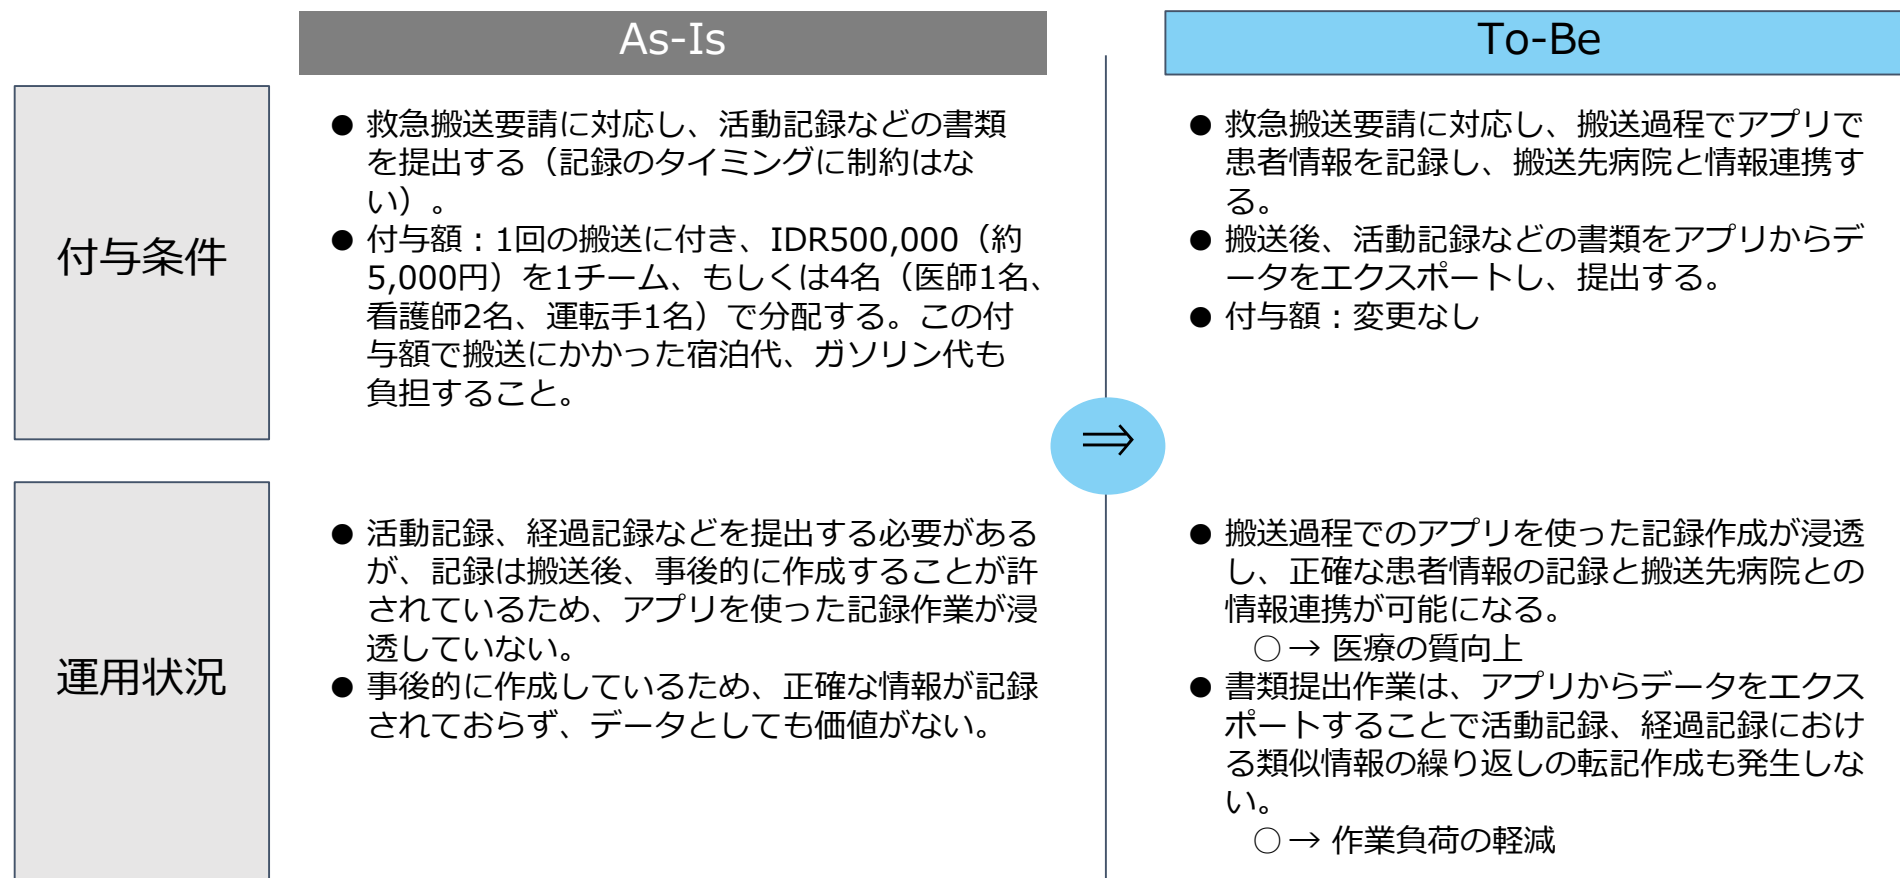 As-Is
To-Be
付与条件
● 救急搬送要請に対応し、活動記録などの書類
を提出する（記録のタイミングに制約はな
い）。
● 付与額：1回の搬送に付き、IDR500,000（約
5,000円）を1チーム、もしくは4名（医師1名、
看護師2名、運転手1名）で分配する。この付
与額で搬送にかかった宿泊代、ガソリン代も
負担すること。
● 救急搬送要請に対応し、搬送過程でアプリで
患者情報を記録し、搬送先病院と情報連携す
る。
● 搬送後、活動記録などの書類をアプリからデ
ータをエクスポートし、提出する。
● 付与額：変更なし
⇒
運用状況
● 活動記録、経過記録などを提出する必要がある
が、記録は搬送後、事後的に作成することが許
されているため、アプリを使った記録作業が浸
透していない。
● 事後的に作成しているため、正確な情報が記録
されておらず、データとしても価値がない。
● 搬送過程でのアプリを使った記録作成が浸透
し、正確な患者情報の記録と搬送先病院との
情報連携が可能になる。
○ → 医療の質向上
● 書類提出作業は、アプリからデータをエクス
ポートすることで活動記録、経過記録におけ
る類似情報の繰り返しの転記作成も発生しな
い。
○ → 作業負荷の軽減